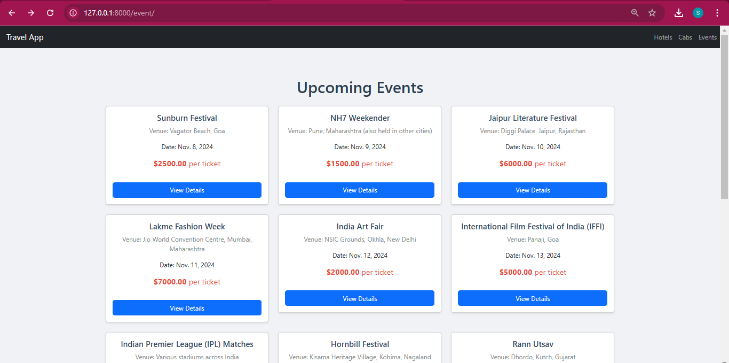 127.0.0.1:8000/event/
S
Travel App
Hotels Cabs Events
Upcoming Events
Sunburn Festival
Venue: Vagator Beach, Goa
Date: Nov. 8, 2024
$2500.00 per ticket
View Details
NH7 Weekender
Venue: Pune, Maharashtra (also held in other cities)
Date: Nov. 9, 2024
$1500.00 per ticket
View Details
Jaipur Literature Festival
Venue: Diggi Palace, Jaipur, Rajasthan
Date: Nov. 10, 2024
$6000.00 per ticket
View Details
Lakme Fashion Week
Venue: Jio World Convention Centre, Mumbai,
Maharashtra
Date: Nov. 11, 2024
$7000.00 per ticket
View Details
India Art Fair
Venue: NSIC Grounds, Okhla, New Delhi
Date: Nov. 12, 2024
$2000.00 per ticket
View Details
International Film Festival of India (IFFI)
Venue: Panaji, Goa
Date: Nov. 13, 2024
$5000.00 per ticket
View Details
Indian Premier League (IPL) Matches
Venue: Various stadiums across India
Hornbill Festival
Venue: Kisama Heritage Village, Kohima, Nagaland
Rann Utsav
Venue: Dhordo, Kutch, Gujarat